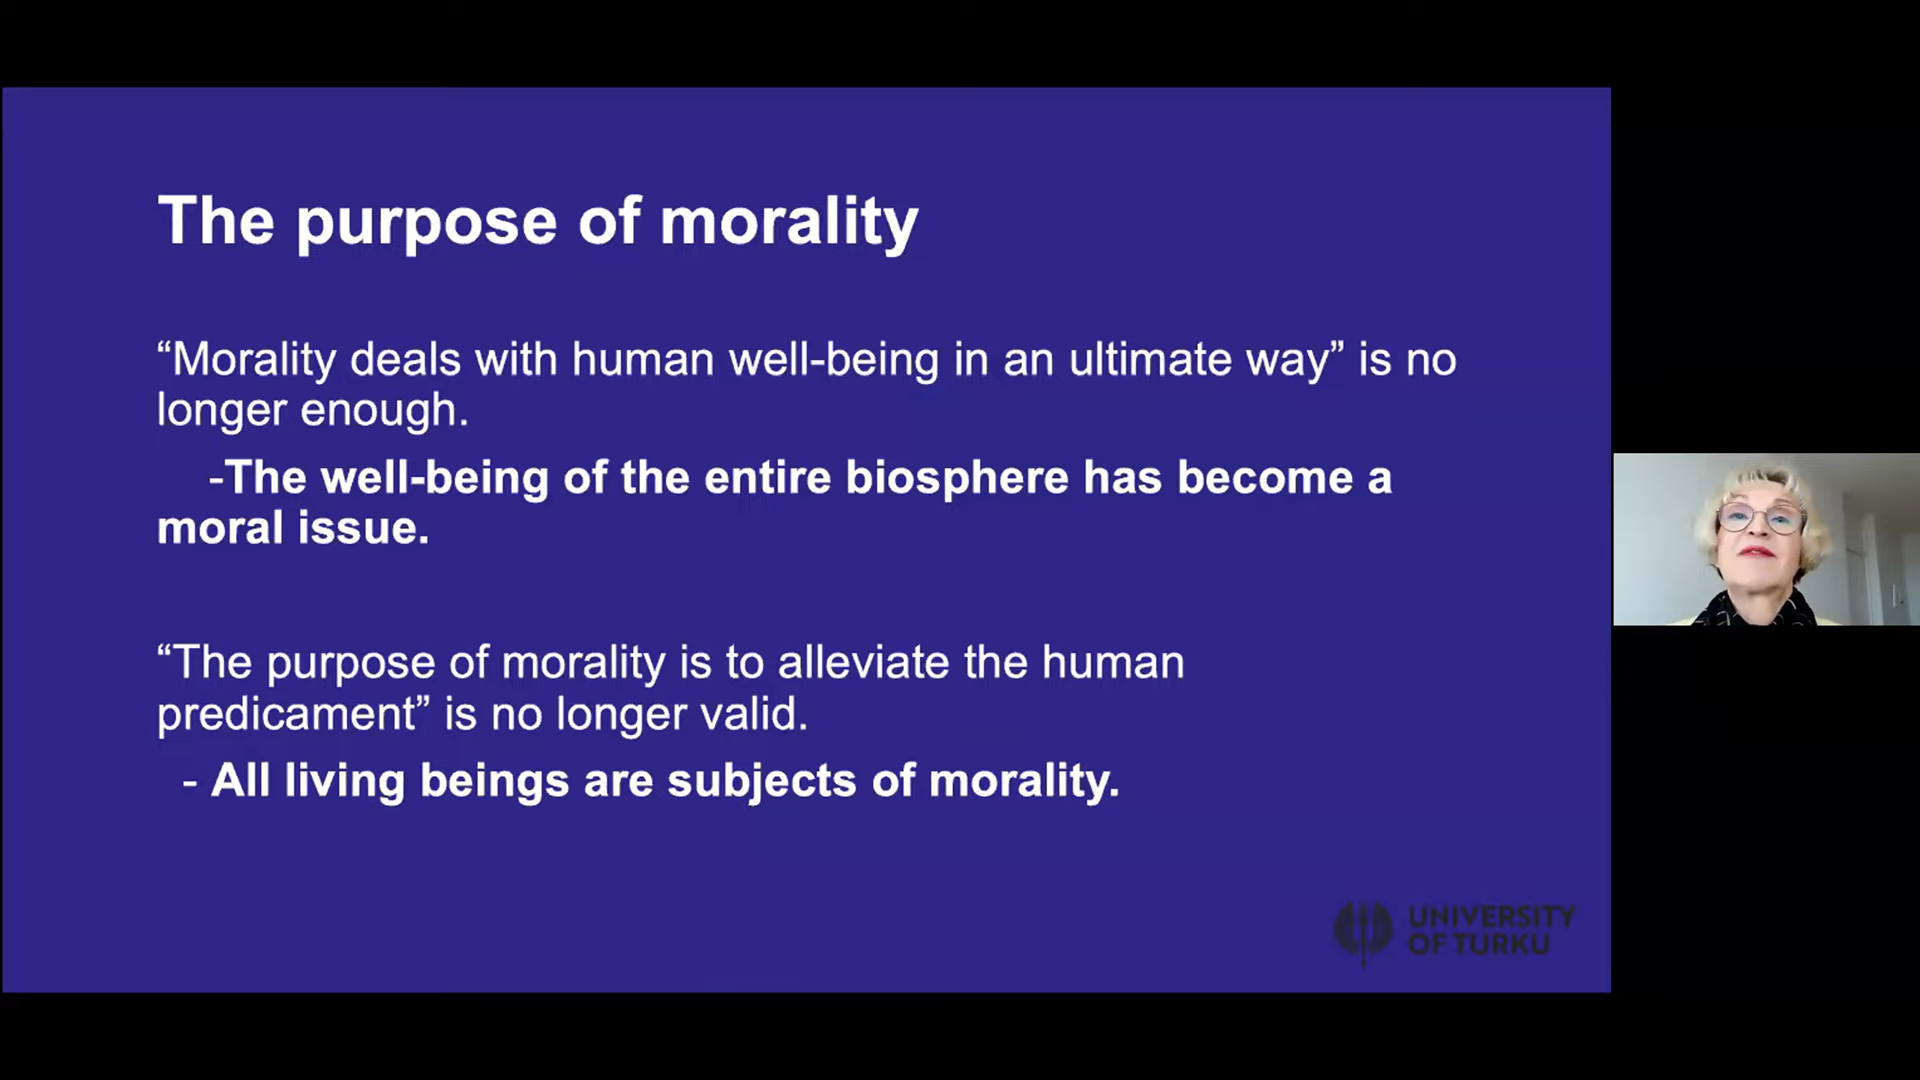 The purpose of morality
“Morality deals with human well-being in an ultimate way” is no
longer enough.
-The well-being of the entire biosphere has become a
moral issue.
“The purpose of morality is to alleviate the human
predicament” is no longer valid.
- All living beings are subjects of morality.
UNIVERSITY
OF TURKU